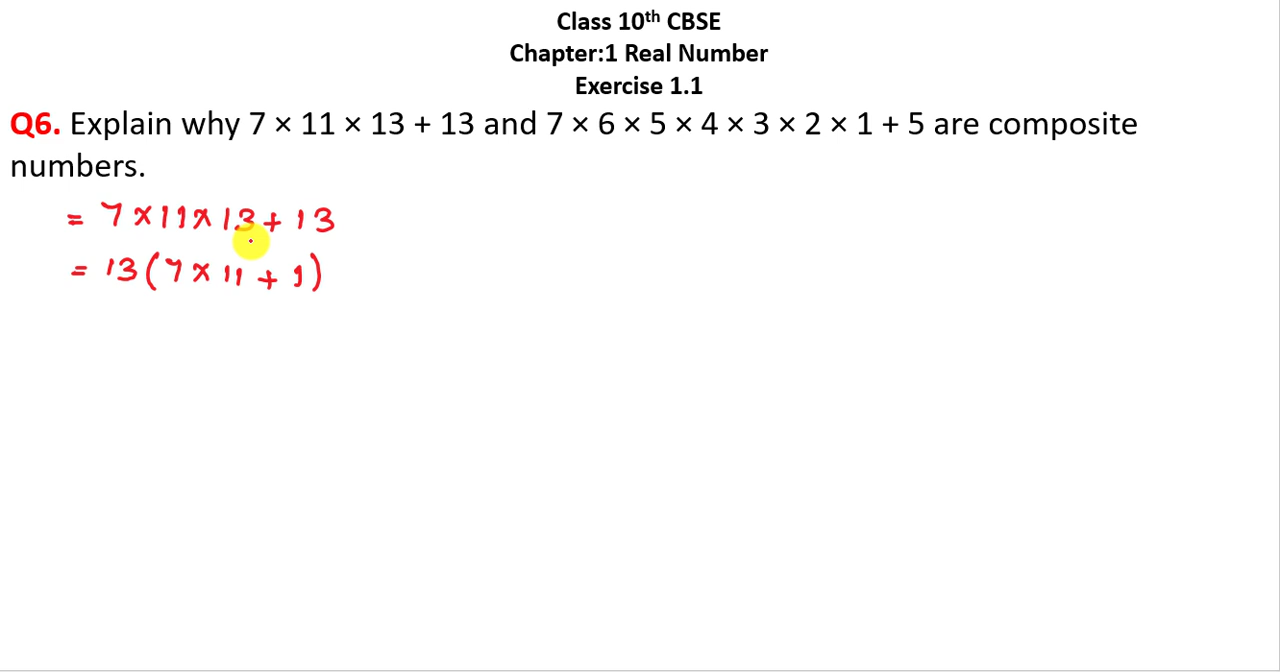 Class 10th CBSE
Chapter:1 Real Number
Exercise 1.1
Q6. Explain why 7 × 11 × 13 + 13 and 7 × 6 × 5 × 4 × 3 × 2 × 1 + 5 are composite
numbers.
= 7 × 11 × 13 + 13
= 13 (7 × 11 + 1)